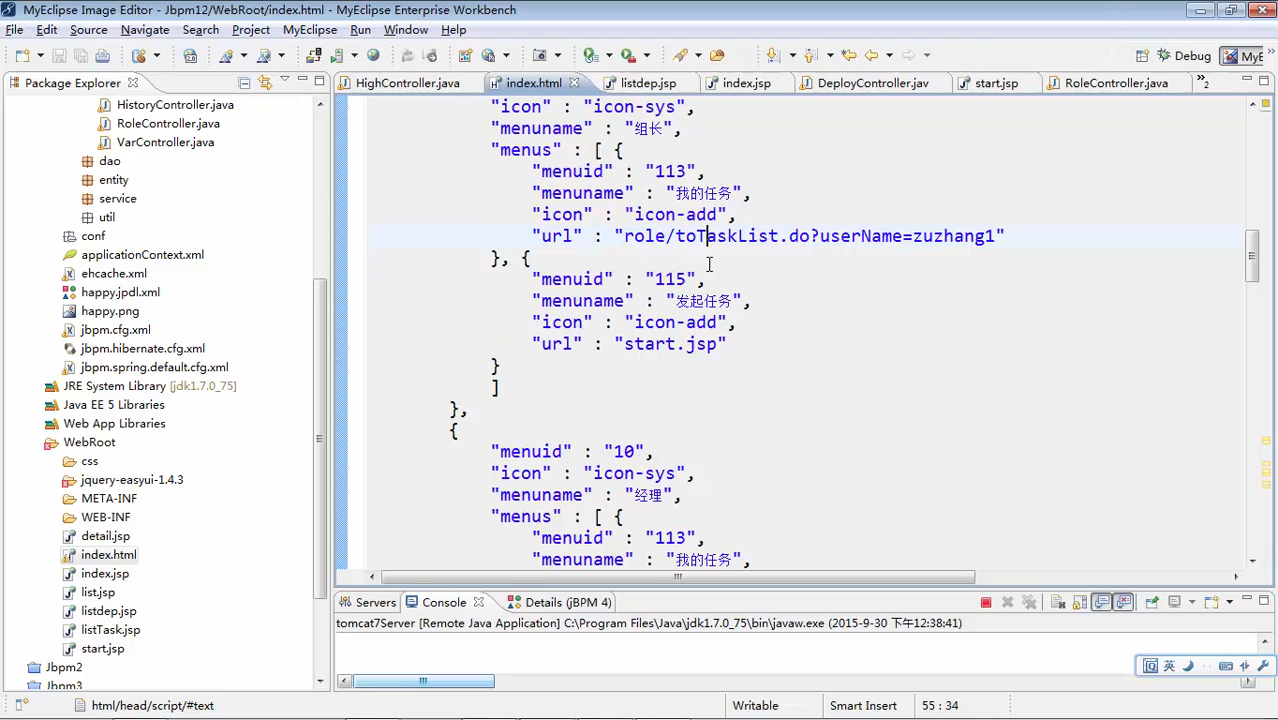 MyEclipse Image Editor - Jbpm12/WebRoot/index.html - MyEclipse Enterprise Workbench
File Edit Source Navigate Search Project MyEclipse Run Window Help
Debug MyE
Package Explorer
HighController.java index.html listdep.jsp index.jsp DeployController.java start.jsp RoleController.java »2
HistoryController.java
RoleController.java
VarController.java
dao
entity
service
util
conf
applicationContext.xml
ehcache.xml
happy.jpdl.xml
happy.png
jbpm.cfg.xml
jbpm.hibernate.cfg.xml
jbpm.spring.default.cfg.xml
JRE System Library [jdk1.7.0_75]
Java EE 5 Libraries
Web App Libraries
WebRoot
css
jquery-easyui-1.4.3
META-INF
WEB-INF
detail.jsp
index.html
index.jsp
list.jsp
listdep.jsp
listTask.jsp
start.jsp
Jbpm2
Jbpm3
"icon" : "icon-sys",
"menuname" : "组长",
"menus" : [ {
"menuid" : "113",
"menuname" : "我的任务",
"icon" : "icon-add",
"url" : "role/toTaskList.do?userName=zuzhang1"
}, {
"menuid" : "115",
"menuname" : "发起任务",
"icon" : "icon-add",
"url" : "start.jsp"
}
]
},
{
"menuid" : "10",
"icon" : "icon-sys",
"menuname" : "经理",
"menus" : [ {
"menuid" : "113",
"menuname" : "我的任务",
Servers Console Details (jBPM 4)
tomcat7Server [Remote Java Application] C:\Program Files\Java\jdk1.7.0_75\bin\javaw.exe (2015-9-30 下午12:38:41)
英
html/head/script/#text Writable Smart Insert 55 : 34